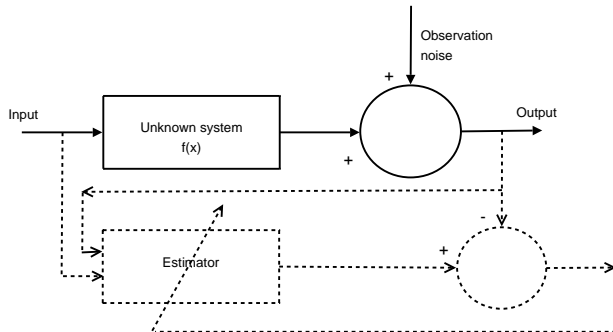 Observation
noise
+
Input
Output
Unknown system
f(x)
+
-
+
Estimator